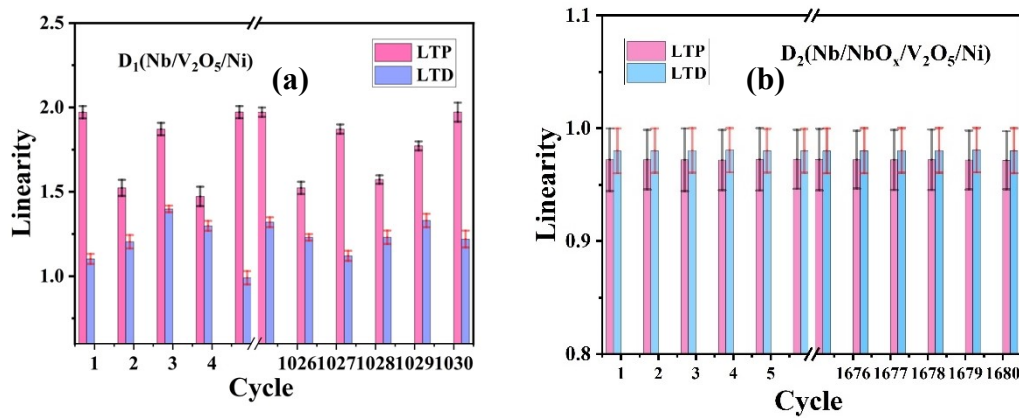 2.5
2.0
1.5
1.0
Linearity
D₁(Nb/V₂O₅/Ni)
(a)
LTP
LTD
1 2 3 4 1026 1027 1028 1029 1030
Cycle
1.1
1.0
0.9
0.8
Linearity
LTP
LTD
(b)
D₂(Nb/NbOₓ/V₂O₅/Ni)
1 2 3 4 5 1676 1677 1678 1679 1680
Cycle